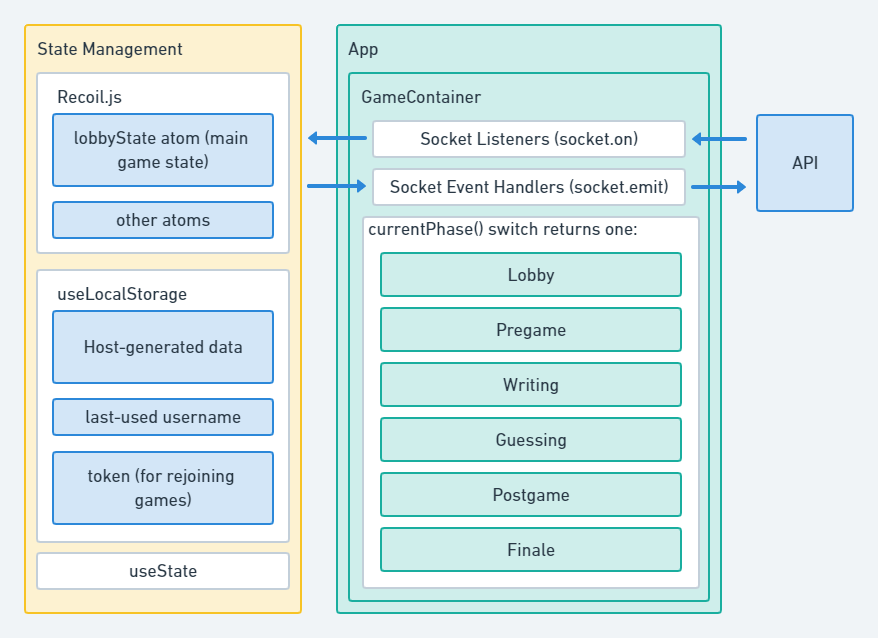 State Management
Recoil.js
lobbyState atom (main
game state)
other atoms
useLocalStorage
Host-generated data
last-used username
token (for rejoining
games)
useState
App
GameContainer
Socket Listeners (socket.on)
Socket Event Handlers (socket.emit)
currentPhase() switch returns one:
Lobby
Pregame
Writing
Guessing
Postgame
Finale
API